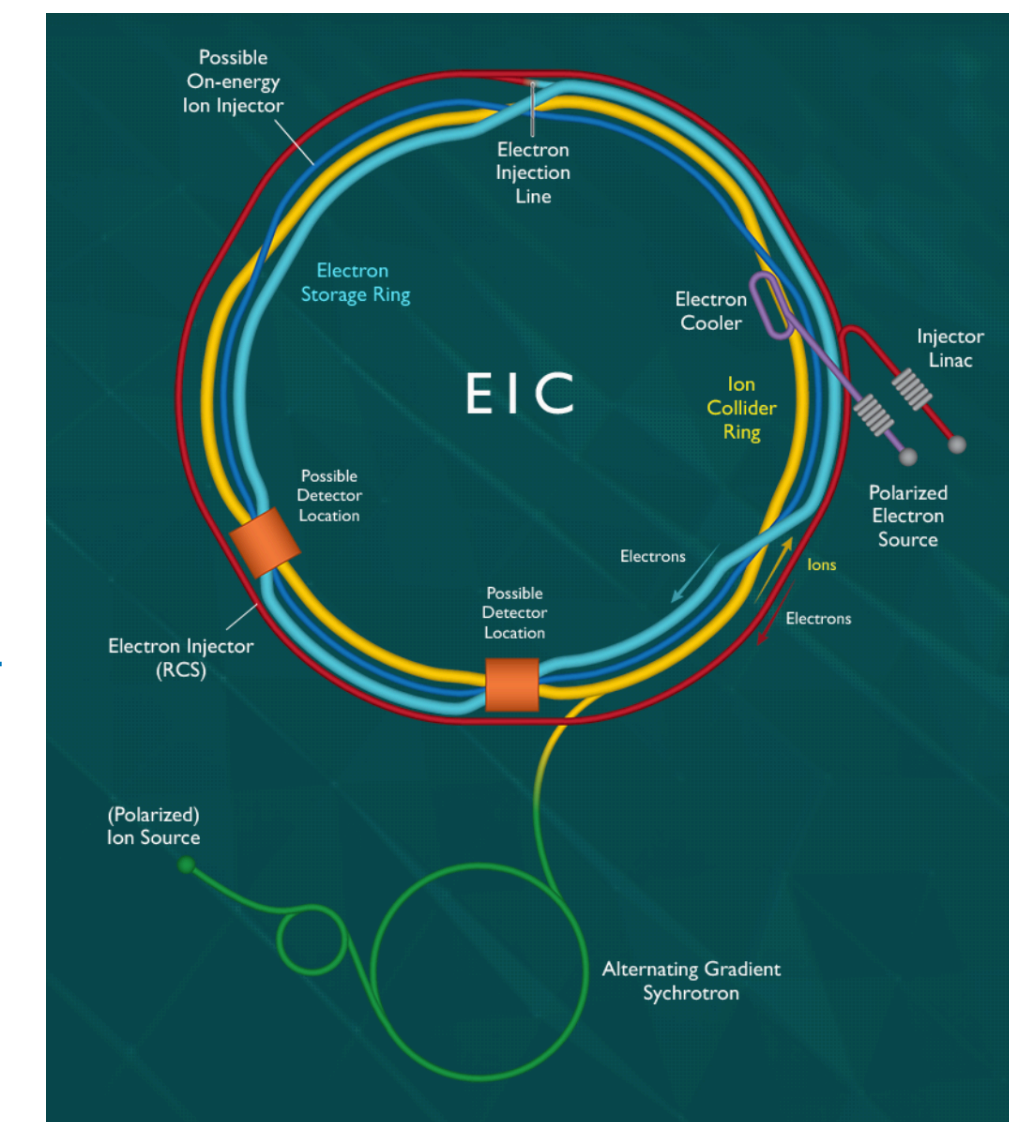 Possible
On-energy
Ion Injector
Electron
Injection
Line
Electron
Storage Ring
Electron
Cooler
Injector
Linac
EIC
Ion
Collider
Ring
Possible
Detector
Location
Polarized
Electron
Source
Electrons
Ions
Possible
Detector
Location
Electrons
Electron Injector
(RCS)
(Polarized)
Ion Source
Alternating Gradient
Sychrotron